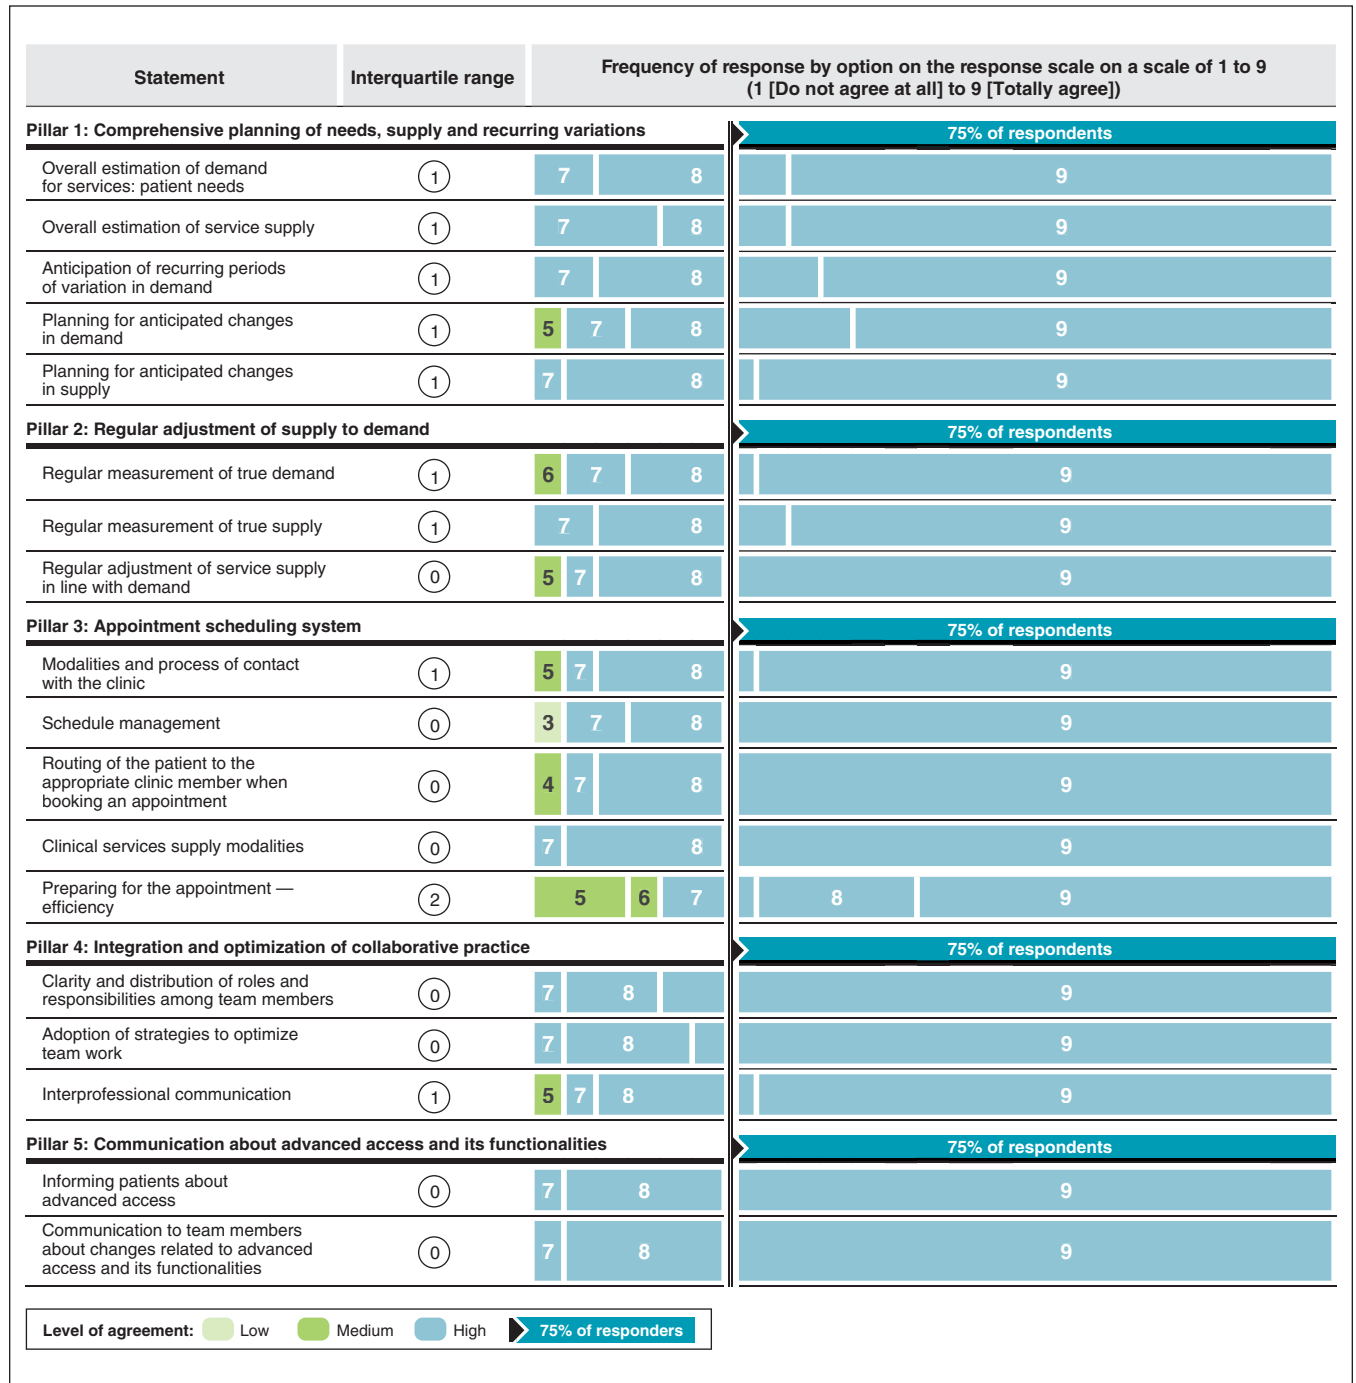 Statement
Interquartile range
Frequency of response by option on the response scale on a scale of 1 to 9
(1 [Do not agree at all] to 9 [Totally agree])
Pillar 1: Comprehensive planning of needs, supply and recurring variations
75% of respondents
Overall estimation of demand
for services: patient needs
1
7 8 9
Overall estimation of service supply
1
7 8 9
Anticipation of recurring periods
of variation in demand
1
7 8 9
Planning for anticipated changes
in demand
1
5 7 8 9
Planning for anticipated changes
in supply
1
7 8 9
Pillar 2: Regular adjustment of supply to demand
75% of respondents
Regular measurement of true demand
1
6 7 8 9
Regular measurement of true supply
1
7 8 9
Regular adjustment of service supply
in line with demand
0
5 7 8 9
Pillar 3: Appointment scheduling system
75% of respondents
Modalities and process of contact
with the clinic
1
5 7 8 9
Schedule management
0
3 7 8 9
Routing of the patient to the
appropriate clinic member when
booking an appointment
0
4 7 8 9
Clinical services supply modalities
0
7 8 9
Preparing for the appointment —
efficiency
2
5 6 7 8 9
Pillar 4: Integration and optimization of collaborative practice
75% of respondents
Clarity and distribution of roles and
responsibilities among team members
0
7 8 9
Adoption of strategies to optimize
team work
0
7 8 9
Interprofessional communication
1
5 7 8 9
Pillar 5: Communication about advanced access and its functionalities
75% of respondents
Informing patients about
advanced access
0
7 8 9
Communication to team members
about changes related to advanced
access and its functionalities
0
7 8 9
Level of agreement: Low Medium High 75% of responders